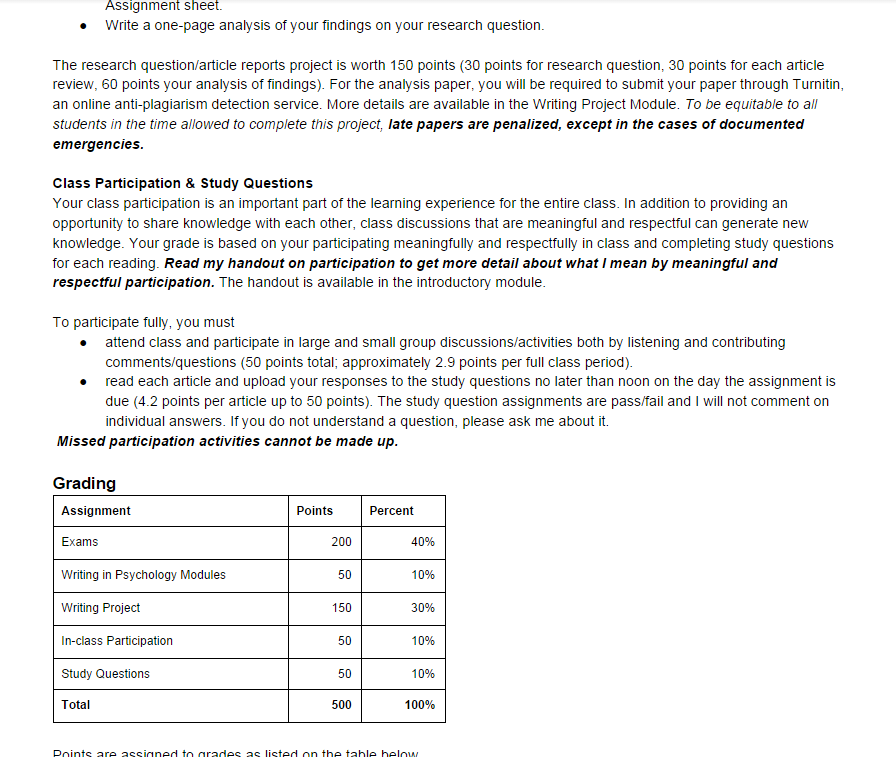 Assignment sheet.
● Write a one-page analysis of your findings on your research question.
The research question/article reports project is worth 150 points (30 points for research question, 30 points for each article
review, 60 points your analysis of findings). For the analysis paper, you will be required to submit your paper through Turnitin,
an online anti-plagiarism detection service. More details are available in the Writing Project Module. To be equitable to all
students in the time allowed to complete this project, late papers are penalized, except in the cases of documented
emergencies.
Class Participation & Study Questions
Your class participation is an important part of the learning experience for the entire class. In addition to providing an
opportunity to share knowledge with each other, class discussions that are meaningful and respectful can generate new
knowledge. Your grade is based on your participating meaningfully and respectfully in class and completing study questions
for each reading. Read my handout on participation to get more detail about what I mean by meaningful and
respectful participation. The handout is available in the introductory module.
To participate fully, you must
● attend class and participate in large and small group discussions/activities both by listening and contributing
comments/questions (50 points total; approximately 2.9 points per full class period).
● read each article and upload your responses to the study questions no later than noon on the day the assignment is
due (4.2 points per article up to 50 points). The study question assignments are pass/fail and I will not comment on
individual answers. If you do not understand a question, please ask me about it.
Missed participation activities cannot be made up.
Grading
Assignment Points Percent
Exams 200 40%
Writing in Psychology Modules 50 10%
Writing Project 150 30%
In-class Participation 50 10%
Study Questions 50 10%
Total 500 100%
Points are assigned to grades as listed on the table below